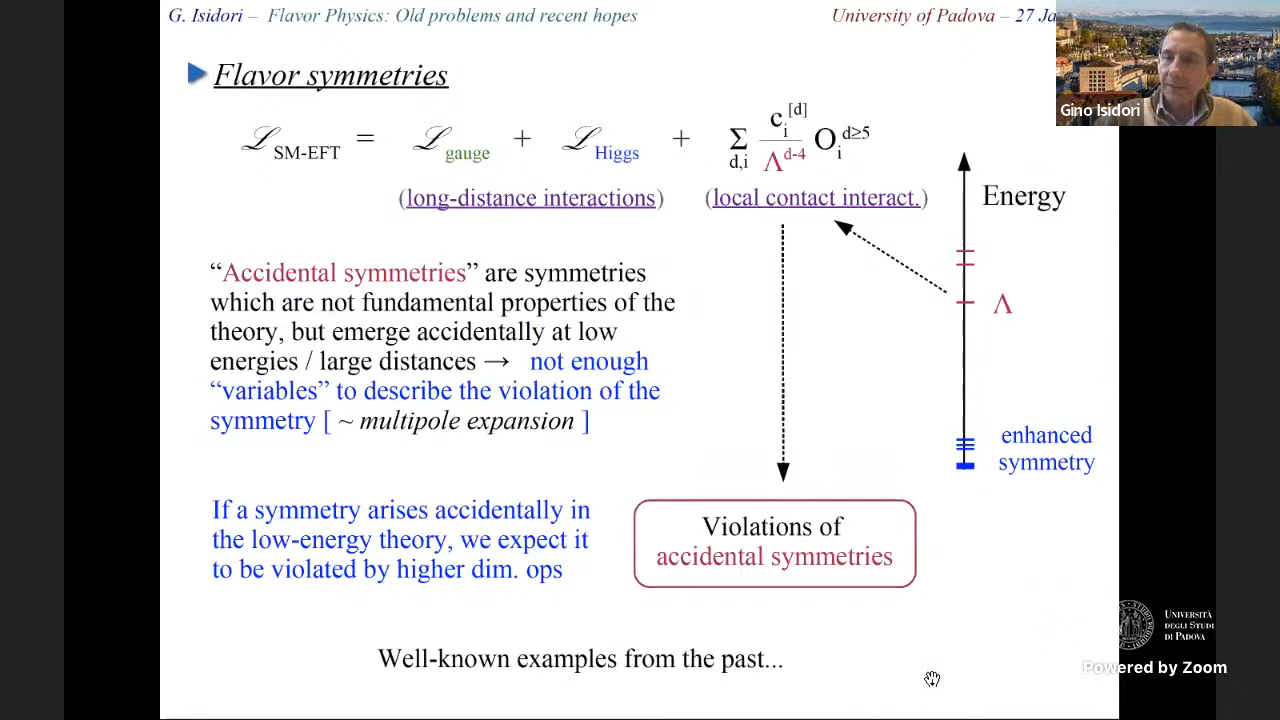 G. Isidori – Flavor Physics: Old problems and recent hopes
University of Padova – 27 Ja
Gino Isidori
Flavor symmetries
ℒ_SM-EFT = ℒ_gauge + ℒ_Higgs + Σ_d,i c_i^[d] / Λ^d-4 O_i^d≥5
(long-distance interactions)
(local contact interact.)
Energy
Λ
“Accidental symmetries” are symmetries
which are not fundamental properties of the
theory, but emerge accidentally at low
energies / large distances → not enough
“variables” to describe the violation of the
symmetry [ ~ multipole expansion ]
enhanced
symmetry
If a symmetry arises accidentally in
the low-energy theory, we expect it
to be violated by higher dim. ops
Violations of
accidental symmetries
Well-known examples from the past...
Università
degli Studi
di Padova
Powered by Zoom